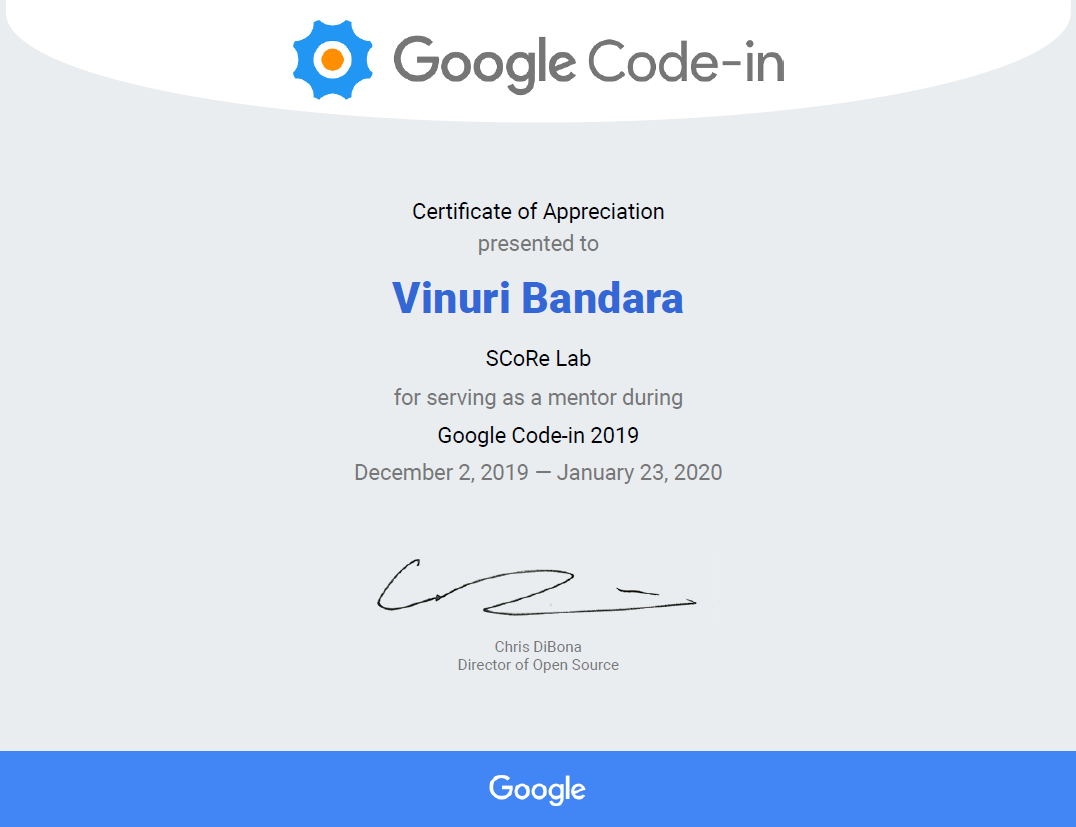 Google Code-in
Certificate of Appreciation
presented to
Vinuri Bandara
SCoRe Lab
for serving as a mentor during
Google Code-in 2019
December 2, 2019 — January 23, 2020
Chris DiBona
Director of Open Source
Google